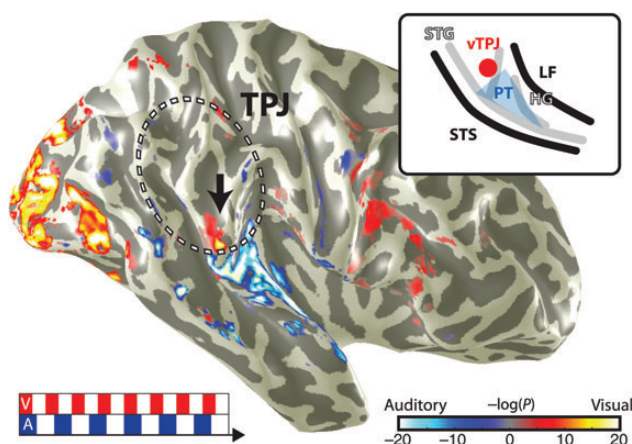 TPJ
STG
vTPJ
LF
PT
HG
STS
V
A
Auditory −log(P) Visual
−20 −10 0 10 20